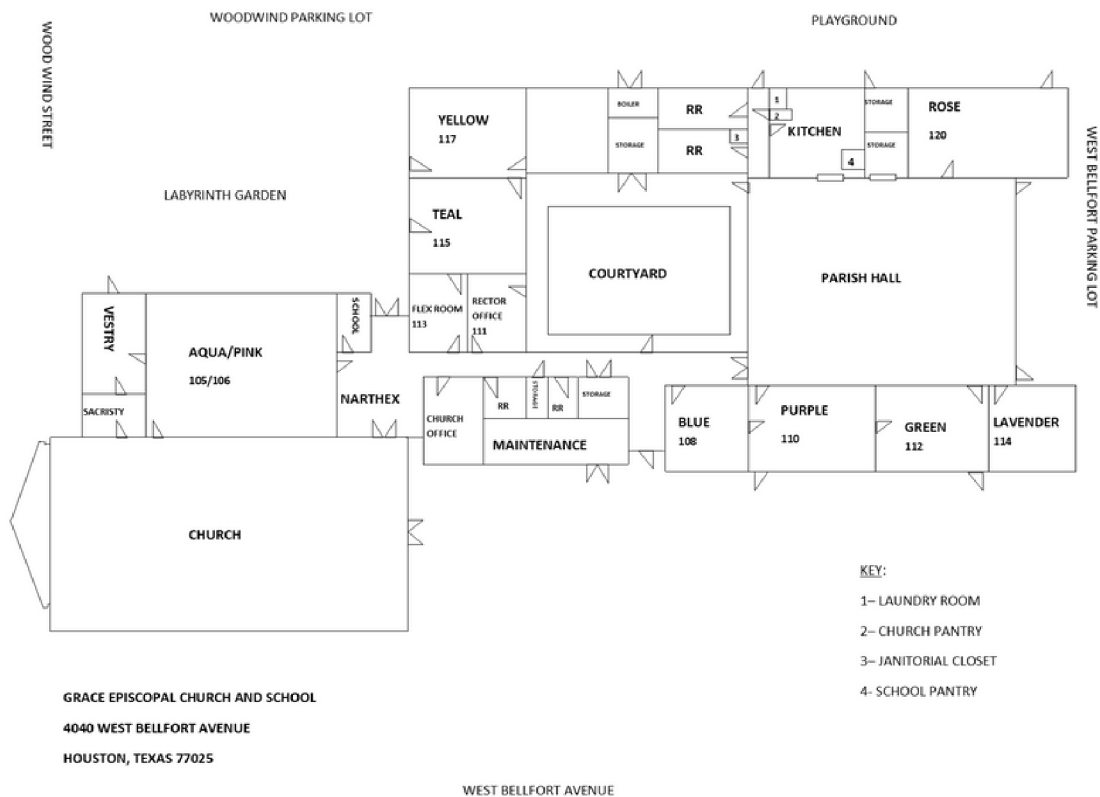 WOODWIND PARKING LOT
PLAYGROUND
WOOD WIND STREET
YELLOW
117
BOILER
STORAGE
RR
RR
1
2
3
KITCHEN
4
STORAGE
STORAGE
ROSE
120
WEST BELLFORT PARKING LOT
LABYRINTH GARDEN
TEAL
115
COURTYARD
PARISH HALL
FLEX ROOM
113
RECTOR
OFFICE
111
VESTRY
SCHOOL
AQUA/PINK
105/106
NARTHEX
SACRISTY
CHURCH
OFFICE
RR
STORAGE
RR
STORAGE
MAINTENANCE
BLUE
108
PURPLE
110
GREEN
112
LAVENDER
114
CHURCH
KEY:
1– LAUNDRY ROOM
2– CHURCH PANTRY
3– JANITORIAL CLOSET
4- SCHOOL PANTRY
GRACE EPISCOPAL CHURCH AND SCHOOL
4040 WEST BELLFORT AVENUE
HOUSTON, TEXAS 77025
WEST BELLFORT AVENUE